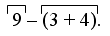 9 – (3 + 4).